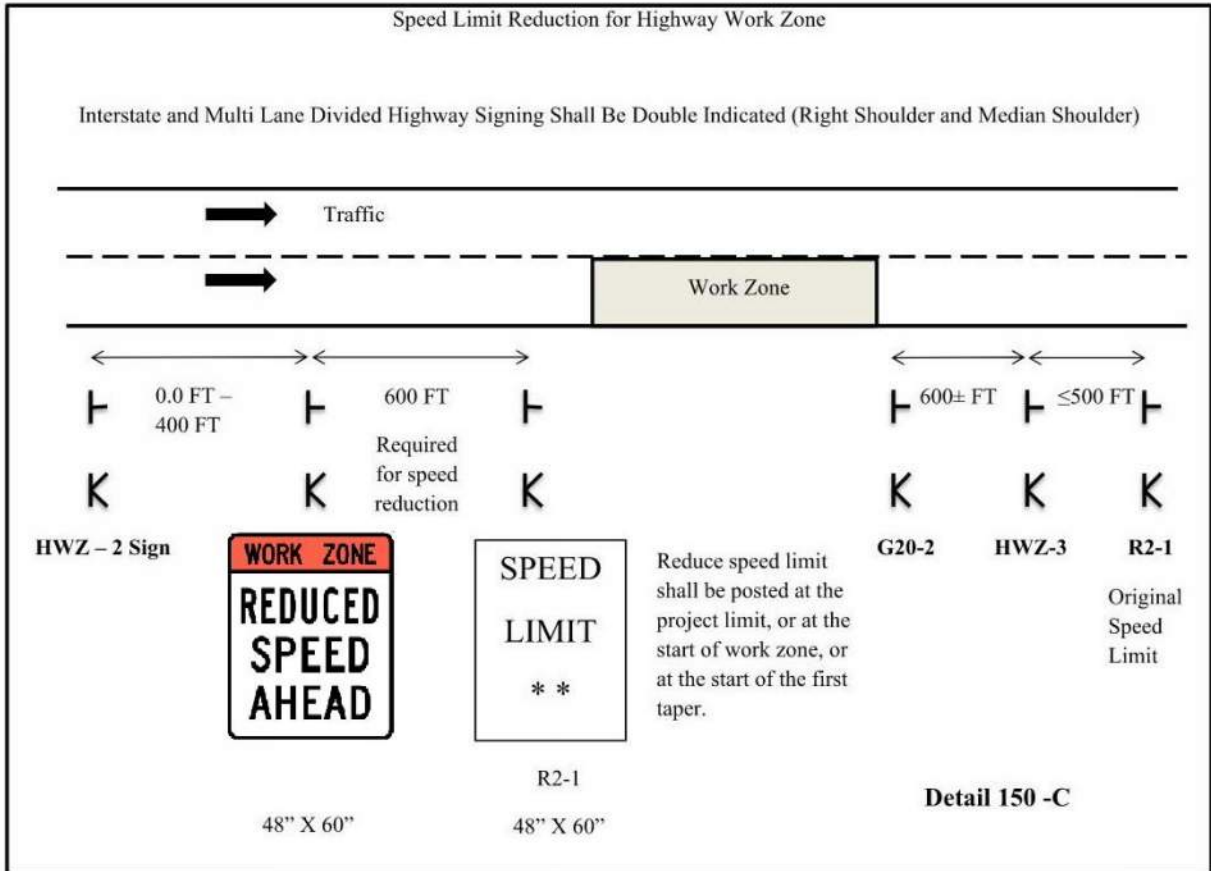 Speed Limit Reduction for Highway Work Zone
Interstate and Multi Lane Divided Highway Signing Shall Be Double Indicated (Right Shoulder and Median Shoulder)
Traffic
Work Zone
0.0 FT –
400 FT
600 FT
Required
for speed
reduction
600± FT
≤500 FT
HWZ – 2 Sign
WORK ZONE
REDUCED
SPEED
AHEAD
48” X 60”
SPEED
LIMIT
* *
R2-1
48” X 60”
Reduce speed limit
shall be posted at the
project limit, or at the
start of work zone, or
at the start of the first
taper.
G20-2
HWZ-3
R2-1
Original
Speed
Limit
Detail 150 -C